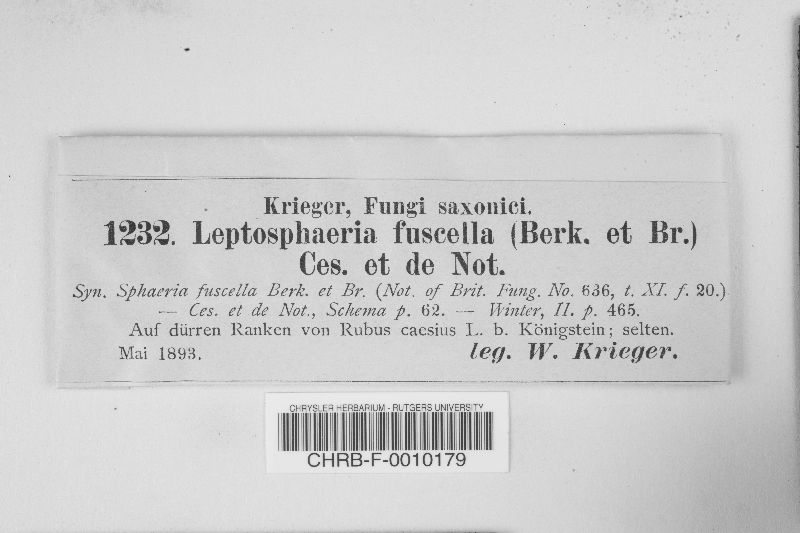 Krieger, Fungi saxonici.
1232. Leptosphaeria fuscella (Berk. et Br.)
Ces. et de Not.
Syn. Sphaeria fuscella Berk. et Br. (Not. of Brit. Fung. No. 636, t. XI. f. 20.)
— Ces. et de Not., Schema p. 62. — Winter, II. p. 465.
Auf dürren Ranken von Rubus caesius L. b. Königstein; selten.
Mai 1893. leg. W. Krieger.
CHRYSLER HERBARIUM - RUTGERS UNIVERSITY
CHRB-F-0010179